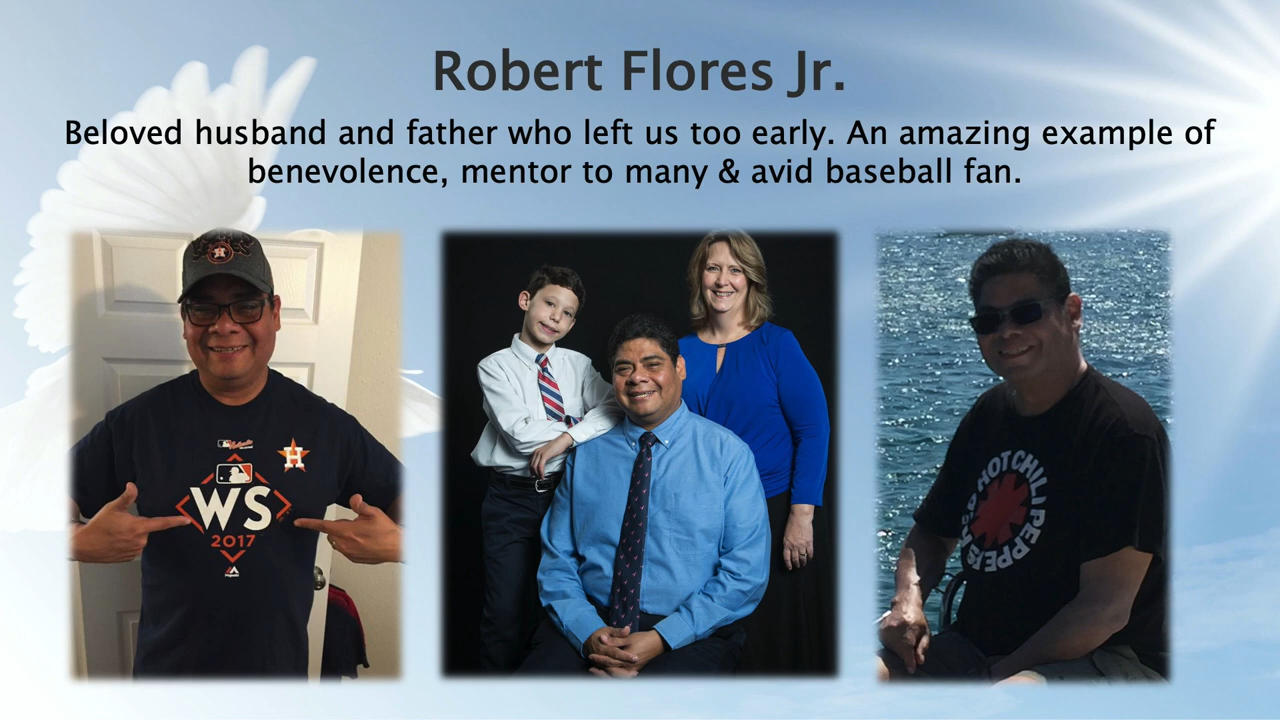 Robert Flores Jr.
Beloved husband and father who left us too early. An amazing example of
benevolence, mentor to many & avid baseball fan.
H
H
WS
2017
Majestic
RED HOT CHILI PEPPERS